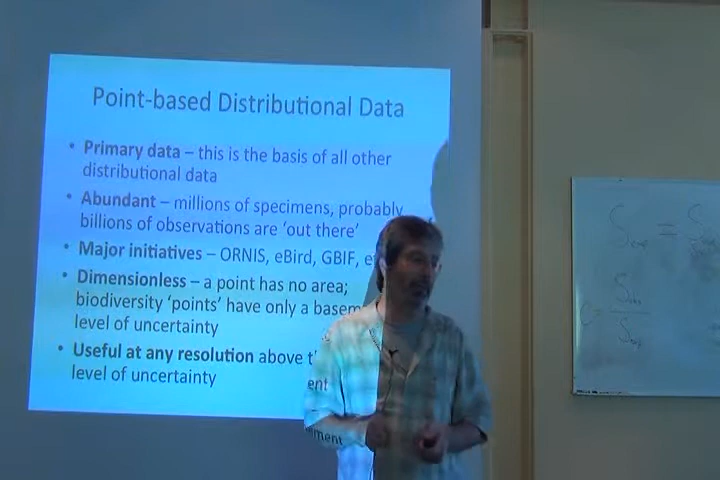 Point-based Distributional Data
• Primary data – this is the basis of all other
distributional data
• Abundant – millions of specimens, probably
billions of observations are 'out there'
• Major initiatives – ORNIS, eBird, GBIF,
• Dimensionless – a point has no area;
biodiversity 'points' have only a basem
level of uncertainty
• Useful at any resolution above
level of uncertainty
ement